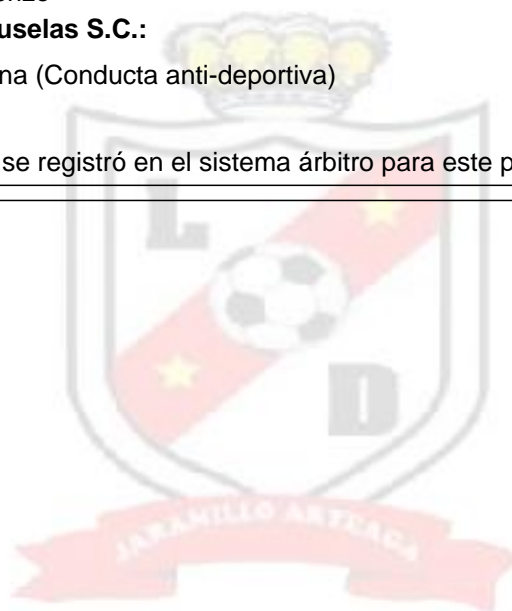 uselas S.C.:
na (Conducta anti-deportiva)
se registró en el sistema árbitro para este p
L
D
JARAMILLO ARTEAGA